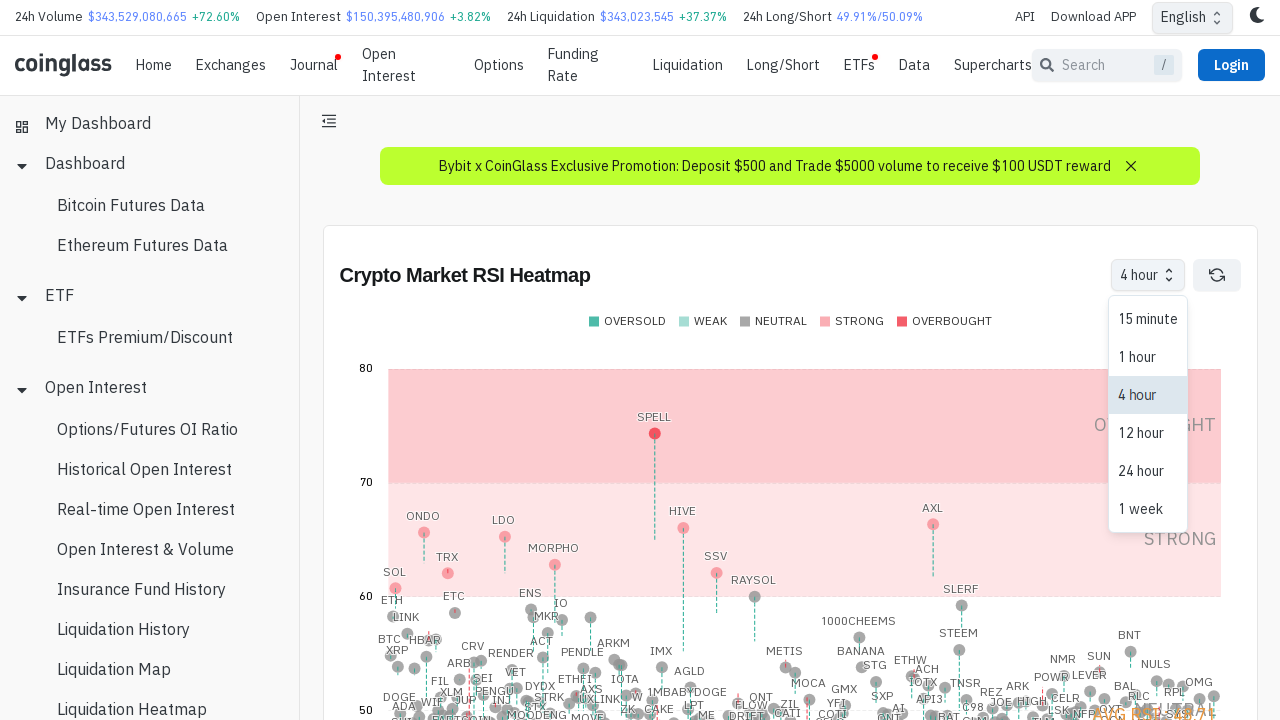 24h Volume $343,529,080,665 +72.60% Open Interest $150,395,480,906 +3.82% 24h Liquidation $343,023,545 +37.37% 24h Long/Short 49.91%/50.09% API Download APP English
coinglass Home Exchanges Journal Open Interest Options Funding Rate Liquidation Long/Short ETFs Data Supercharts Search / Login
My Dashboard
Dashboard
Bitcoin Futures Data
Ethereum Futures Data
ETF
ETFs Premium/Discount
Open Interest
Options/Futures OI Ratio
Historical Open Interest
Real-time Open Interest
Open Interest & Volume
Insurance Fund History
Liquidation History
Liquidation Map
Liquidation Heatmap
Bybit x CoinGlass Exclusive Promotion: Deposit $500 and Trade $5000 volume to receive $100 USDT reward
Crypto Market RSI Heatmap
4 hour
15 minute
1 hour
4 hour
12 hour
24 hour
1 week
OVERSOLD WEAK NEUTRAL STRONG OVERBOUGHT
80
SPELL
70
HIVE AXL
ONDO LDO
STRONG
MORPHO
TRX SSV
SOL RAYSOL
60
ETH ETC ENS IO SLERF
LINK MKR 1000CHEEMS
STEEM
BTC HBAR ACT ARKM BNT
XRP CRV RENDER PENDLE IMX METIS BANANA
ARB STG ETHW NMR SUN NULS
FIL SEI VET ETHFI IOTA AGLD MOCA ACH POWR LEVER
XLM PENGU DYDX AXS 1MBABYDOGE GMX IOTX TNSR ARK BAL OMG
DOGE WIF SUP INJ STRK ONT ZIL SXP API3 REZ HIGH CELR RLC RPL
ADA STX ZK CAKE LPT YFI AI JOE
50 MOODENG MOVE ME DRIFT CATI BAT